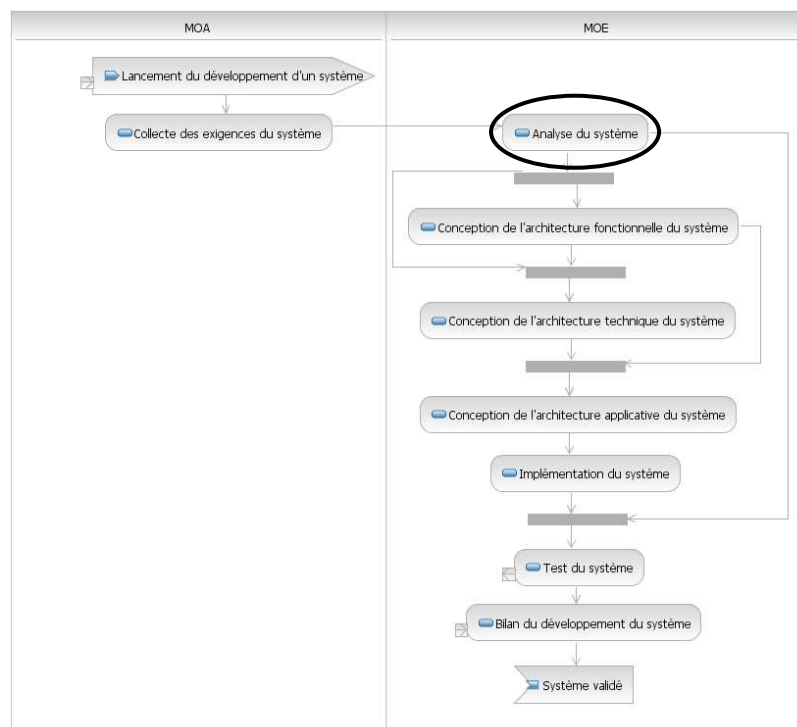 MOA
MOE
Lancement du développement d'un système
Collecte des exigences du système
Analyse du système
Conception de l'architecture fonctionnelle du système
Conception de l'architecture technique du système
Conception de l'architecture applicative du système
Implémentation du système
Test du système
Bilan du développement du système
Système validé